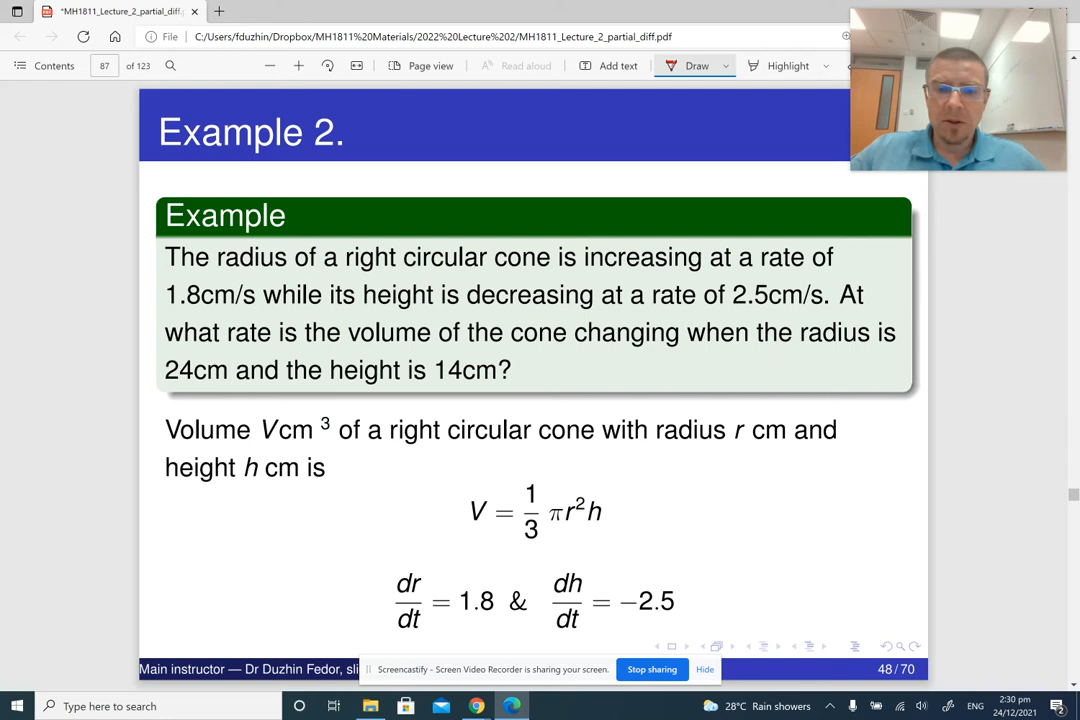 *MH1811_Lecture_2_partial_diff.p
File C:/Users/fduzhin/Dropbox/MH1811%20Materials/2022%20Lecture%202/MH1811_Lecture_2_partial_diff.pdf
Contents 87 of 123 Page view Read aloud Add text Draw Highlight
Example 2.
Example
The radius of a right circular cone is increasing at a rate of
1.8cm/s while its height is decreasing at a rate of 2.5cm/s. At
what rate is the volume of the cone changing when the radius is
24cm and the height is 14cm?
Volume Vcm ³ of a right circular cone with radius r cm and
height h cm is
V = 1/3 πr²h
dr/dt = 1.8 & dh/dt = −2.5
Main instructor — Dr Duzhin Fedor, sli
48 / 70
Screencastify - Screen Video Recorder is sharing your screen. Stop sharing Hide
Type here to search
28°C Rain showers
ENG
2:30 pm
24/12/2021
2